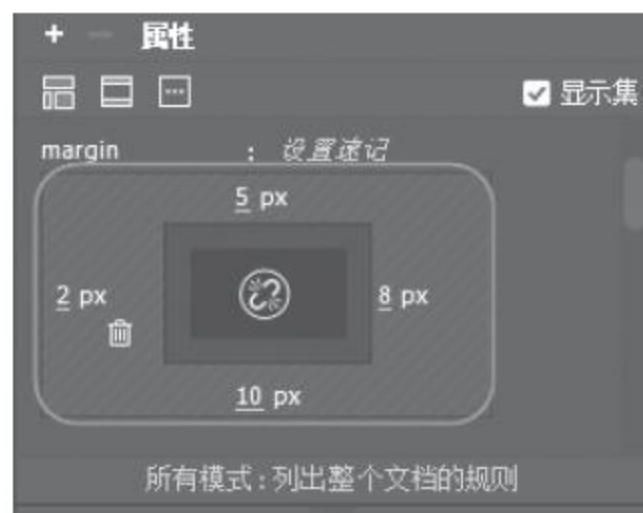 + − 属性
显示集
margin : 设置速记
5 px
2 px 8 px
10 px
所有模式:列出整个文档的规则